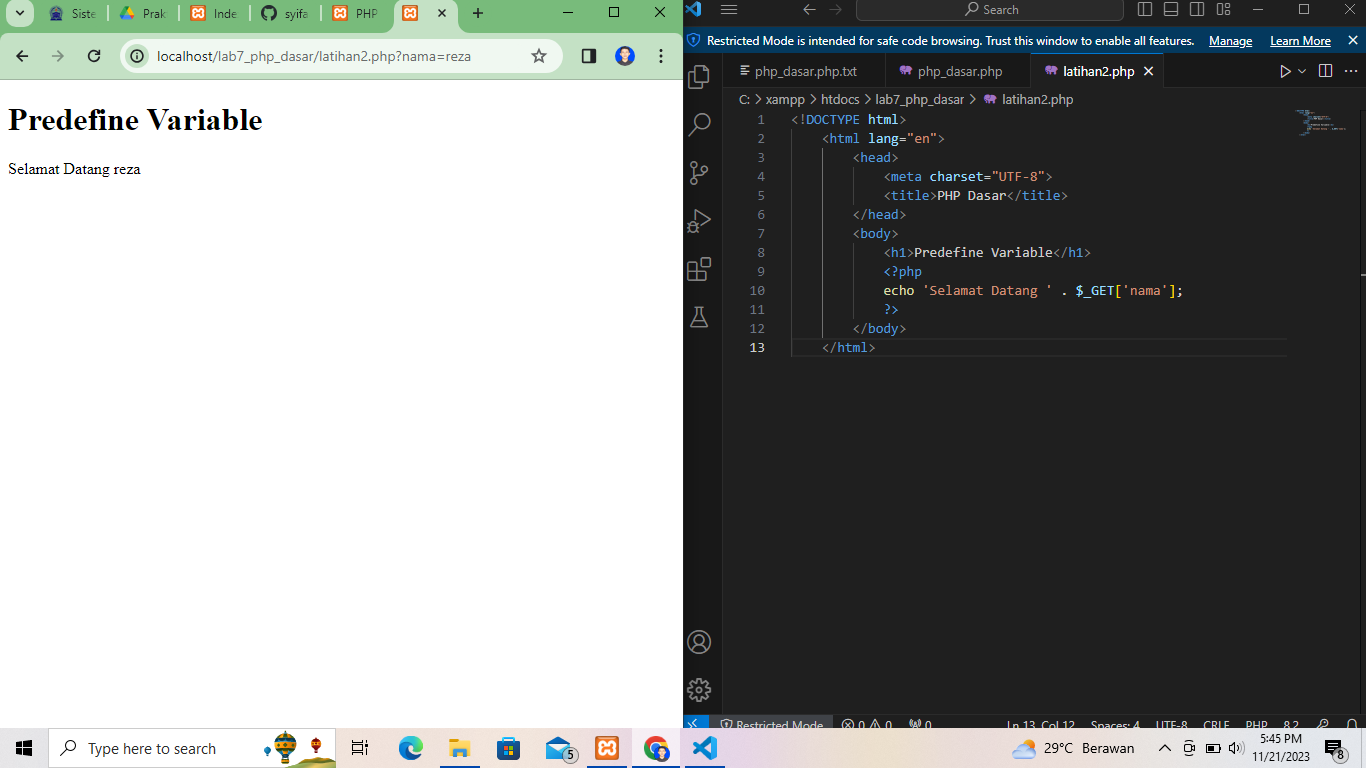 Siste
Prak
Inde
syifa
PHP
localhost/lab7_php_dasar/latihan2.php?nama=reza
Predefine Variable
Selamat Datang reza
Search
Restricted Mode is intended for safe code browsing. Trust this window to enable all features.
Manage
Learn More
php_dasar.php.txt
php_dasar.php
latihan2.php
C: > xampp > htdocs > lab7_php_dasar > latihan2.php
1 <!DOCTYPE html>
2 <html lang="en">
3 <head>
4 <meta charset="UTF-8">
5 <title>PHP Dasar</title>
6 </head>
7 <body>
8 <h1>Predefine Variable</h1>
9 <?php
10 echo 'Selamat Datang ' . $_GET['nama'];
11 ?>
12 </body>
13 </html>
Restricted Mode
0
0
0
Ln 13, Col 12
Spaces: 4
UTF-8
CRLF
PHP
8.2
Type here to search
5
29°C Berawan
5:45 PM
11/21/2023
8